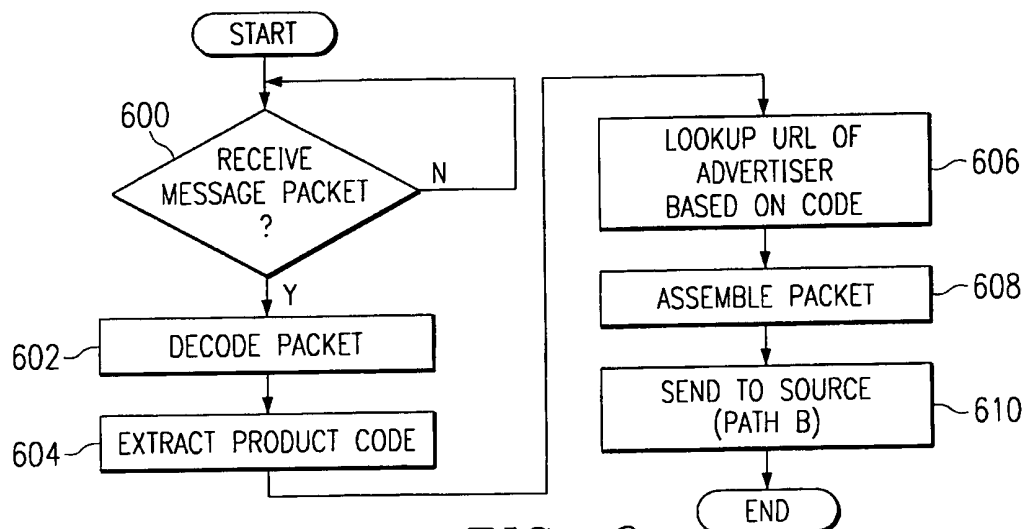 START
600
RECEIVE
MESSAGE PACKET
?
N
Y
602
DECODE PACKET
604
EXTRACT PRODUCT CODE
LOOKUP URL OF
ADVERTISER
BASED ON CODE
606
ASSEMBLE PACKET
608
SEND TO SOURCE
(PATH B)
610
END